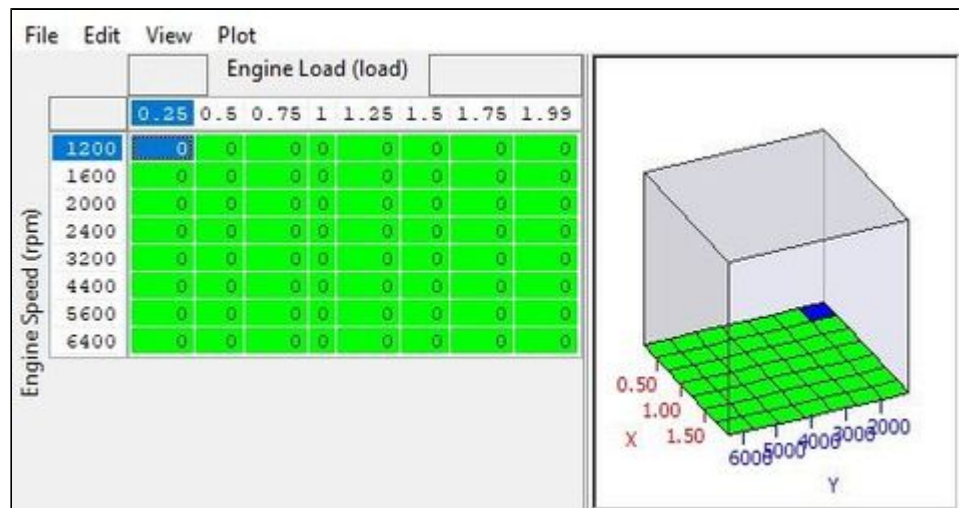 File Edit View Plot
Engine Load (load)
0.25 0.5 0.75 1 1.25 1.5 1.75 1.99
Engine Speed (rpm)
1200 0 0 0 0 0 0 0 0
1600 0 0 0 0 0 0 0 0
2000 0 0 0 0 0 0 0 0
2400 0 0 0 0 0 0 0 0
3200 0 0 0 0 0 0 0 0
4400 0 0 0 0 0 0 0 0
5600 0 0 0 0 0 0 0 0
6400 0 0 0 0 0 0 0 0
0.50
1.00
1.50
X
6000 5000 4000 3000 2000
Y